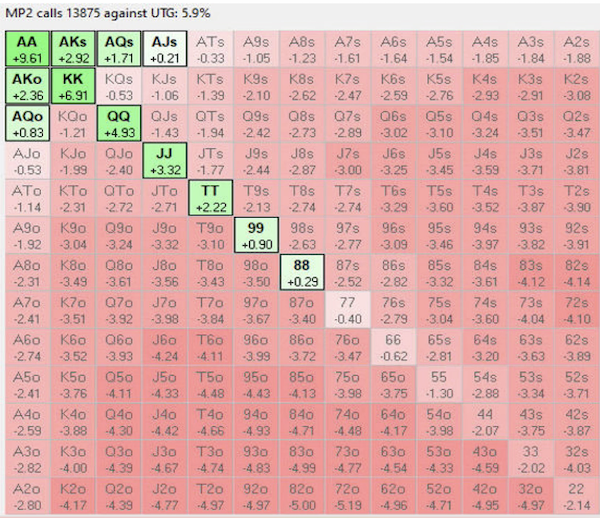 MP2 calls 13875 against UTG: 5.9%
AA AKs AQs AJs ATs A9s A8s A7s A6s A5s A4s A3s A2s
+9.61 +2.92 +1.71 +0.21 -0.33 -1.05 -1.23 -1.61 -1.64 -1.54 -1.85 -1.84 -1.88
AKo KK KQs KJs KTs K9s K8s K7s K6s K5s K4s K3s K2s
+2.36 +6.91 -0.53 -1.06 -1.39 -2.10 -2.62 -2.47 -2.59 -2.76 -2.93 -2.91 -3.08
AQo KQo QQ QJs QTs Q9s Q8s Q7s Q6s Q5s Q4s Q3s Q2s
+0.83 -1.21 +4.93 -1.43 -1.94 -2.42 -2.73 -2.89 -3.02 -3.10 -3.24 -3.51 -3.47
AJo KJo QJo JJ JTs J9s J8s J7s J6s J5s J4s J3s J2s
-0.53 -1.99 -2.40 +3.32 -1.77 -2.44 -2.87 -3.00 -3.25 -3.45 -3.59 -3.71 -3.81
ATo KTo QTo JTo TT T9s T8s T7s T6s T5s T4s T3s T2s
-1.14 -2.31 -2.72 -2.71 +2.22 -2.13 -2.74 -2.74 -3.29 -3.60 -3.52 -3.87 -3.90
A9o K9o Q9o J9o T9o 99 98s 97s 96s 95s 94s 93s 92s
-1.92 -3.04 -3.24 -3.32 -3.10 +0.90 -2.63 -2.77 -3.09 -3.46 -3.97 -3.82 -3.91
A8o K8o Q8o J8o T8o 98o 88 87s 86s 85s 84s 83s 82s
-2.31 -3.49 -3.61 -3.56 -3.43 -3.50 +0.29 -2.52 -2.82 -3.32 -3.61 -4.12 -4.14
A7o K7o Q7o J7o T7o 97o 87o 77 76s 75s 74s 73s 72s
-2.41 -3.51 -3.92 -3.98 -3.84 -3.67 -3.40 -0.40 -2.79 -3.04 -3.60 -4.04 -4.10
A6o K6o Q6o J6o T6o 96o 86o 76o 66 65s 64s 63s 62s
-2.74 -3.52 -3.93 -4.24 -4.11 -3.99 -3.72 -3.47 -0.62 -2.81 -3.20 -3.63 -3.89
A5o K5o Q5o J5o T5o 95o 85o 75o 65o 55 54s 53s 52s
-2.41 -3.76 -4.11 -4.33 -4.48 -4.43 -4.13 -3.98 -3.75 -1.30 -2.88 -3.34 -3.71
A4o K4o Q4o J4o T4o 94o 84o 74o 64o 54o 44 43s 42s
-2.59 -3.88 -4.30 -4.42 -4.66 -4.93 -4.71 -4.48 -4.17 -3.98 -2.07 -3.75 -3.87
A3o K3o Q3o J3o T3o 93o 83o 73o 63o 53o 43o 33 32s
-2.82 -4.00 -4.39 -4.67 -4.74 -4.83 -4.99 -4.77 -4.54 -4.33 -4.59 -2.02 -4.03
A2o K2o Q2o J2o T2o 92o 82o 72o 62o 52o 42o 32o 22
-2.80 -4.17 -4.39 -4.77 -4.97 -4.97 -5.00 -5.19 -4.96 -4.71 -4.95 -4.97 -2.14